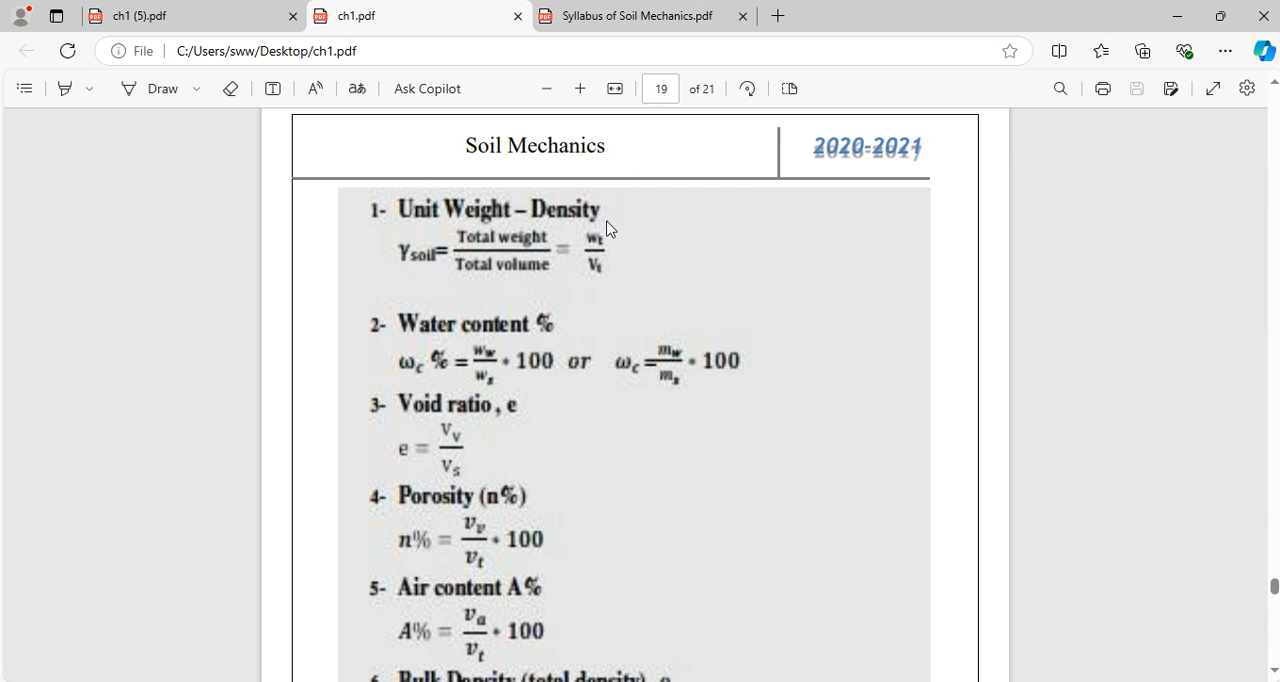 ch1 (5).pdf
ch1.pdf
Syllabus of Soil Mechanics.pdf
File C:/Users/sww/Desktop/ch1.pdf
Draw
Ask Copilot
19 of 21
Soil Mechanics
2020-2021
1- Unit Weight – Density
γsoil= Total weight / Total volume = Wt / Vt
2- Water content %
ωc % = ww / ws * 100 or ωc = mw / ms * 100
3- Void ratio, e
e = Vv / Vs
4- Porosity (n%)
n% = vv / vt * 100
5- Air content A%
A% = va / vt * 100
6- Bulk Density (total density), ρ